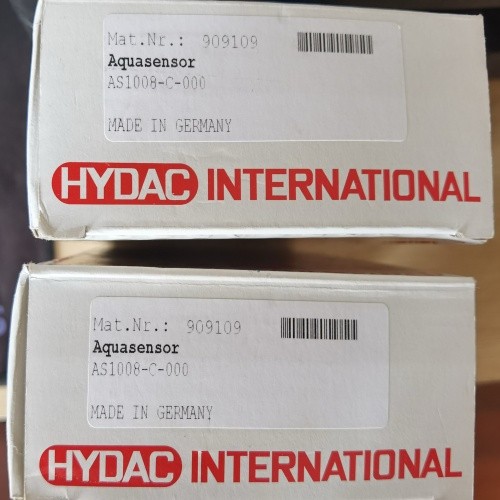 Mat.Nr.: 909109
Aquasensor
AS1008-C-000
MADE IN GERMANY
HYDAC INTERNATIONAL
Mat.Nr.: 909109
Aquasensor
AS1008-C-000
MADE IN GERMANY
HYDAC INTERNATIONAL